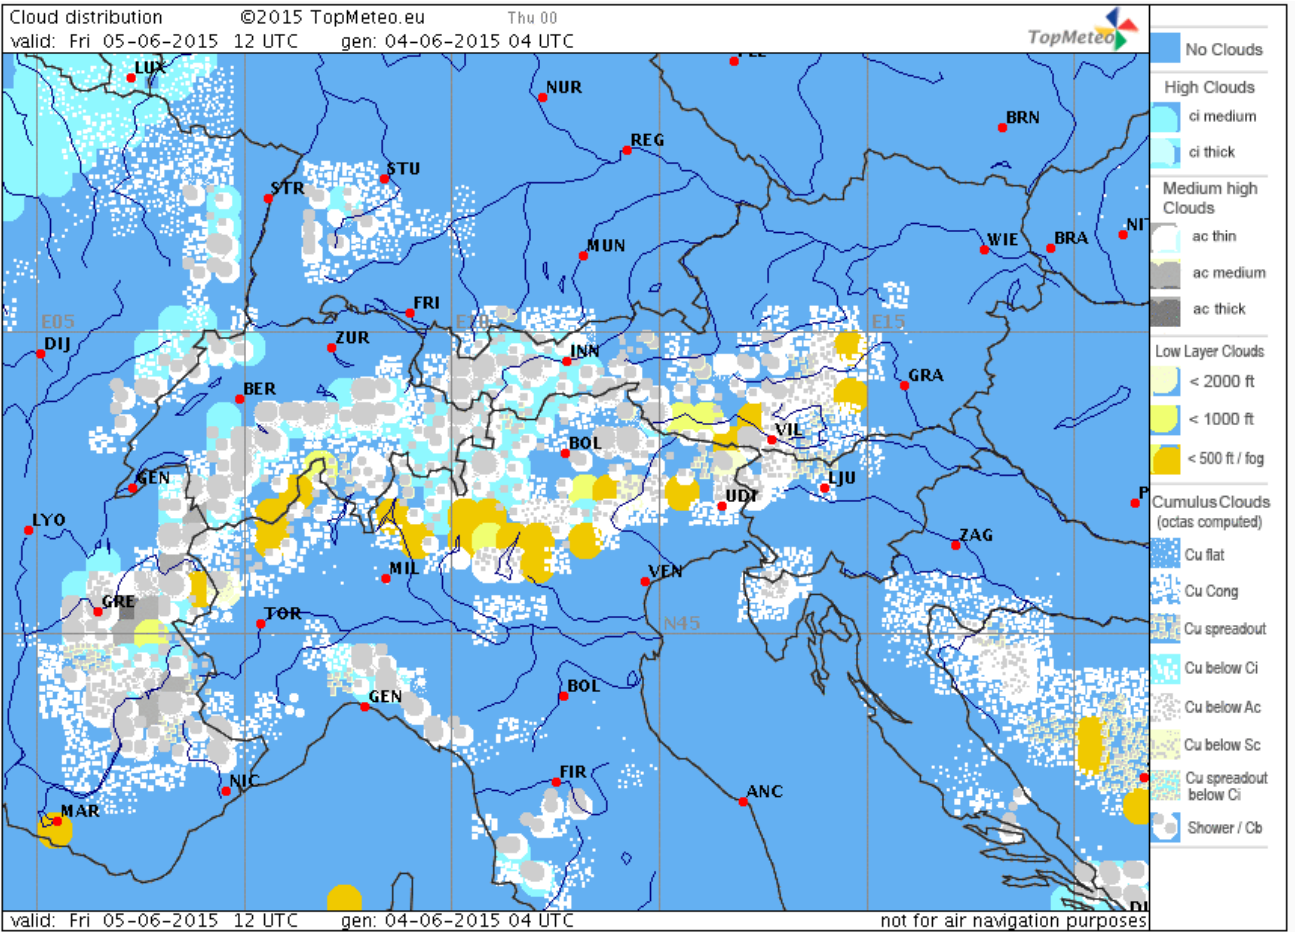 Cloud distribution ©2015 TopMeteo.eu Thu 00
valid: Fri 05-06-2015 12 UTC gen: 04-06-2015 04 UTC
TopMeteo
LUX
NUR
BRN
REG
STU
STR
NIT
WIE
BRA
MUN
FRI
E05
E15
DIJ
ZUR
INN
GRA
BER
VIL
BOL
GEN
LJU
UDI
LYO
P
ZAG
MIL
VEN
GRE
TOR
N45
BOL
GEN
FIR
NIC
ANC
MAR
valid: Fri 05-06-2015 12 UTC gen: 04-06-2015 04 UTC not for air navigation purposes
No Clouds
High Clouds
ci medium
ci thick
Medium high
Clouds
ac thin
ac medium
ac thick
Low Layer Clouds
< 2000 ft
< 1000 ft
< 500 ft / fog
Cumulus Clouds
(octas computed)
Cu flat
Cu Cong
Cu spreadout
Cu below Ci
Cu below Ac
Cu below Sc
Cu spreadout
below Ci
Shower / Cb